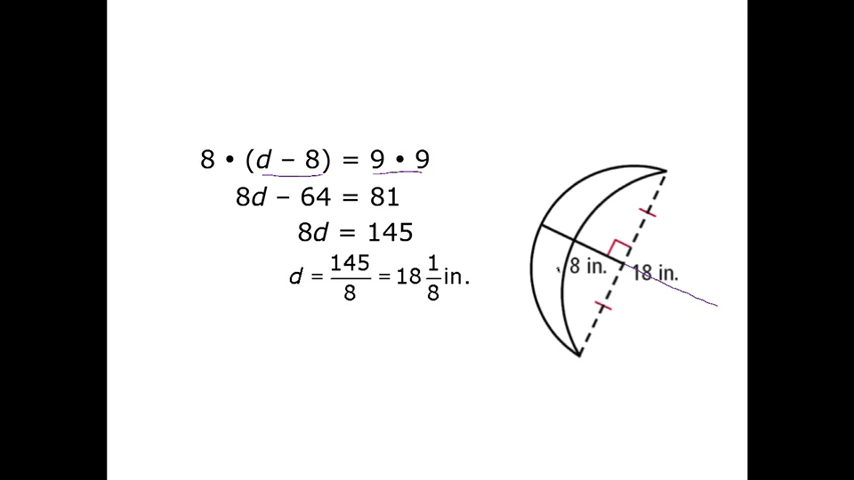 8 • (d – 8) = 9 • 9
8d – 64 = 81
8d = 145
d = 145/8 = 18 1/8 in.
8 in.
18 in.